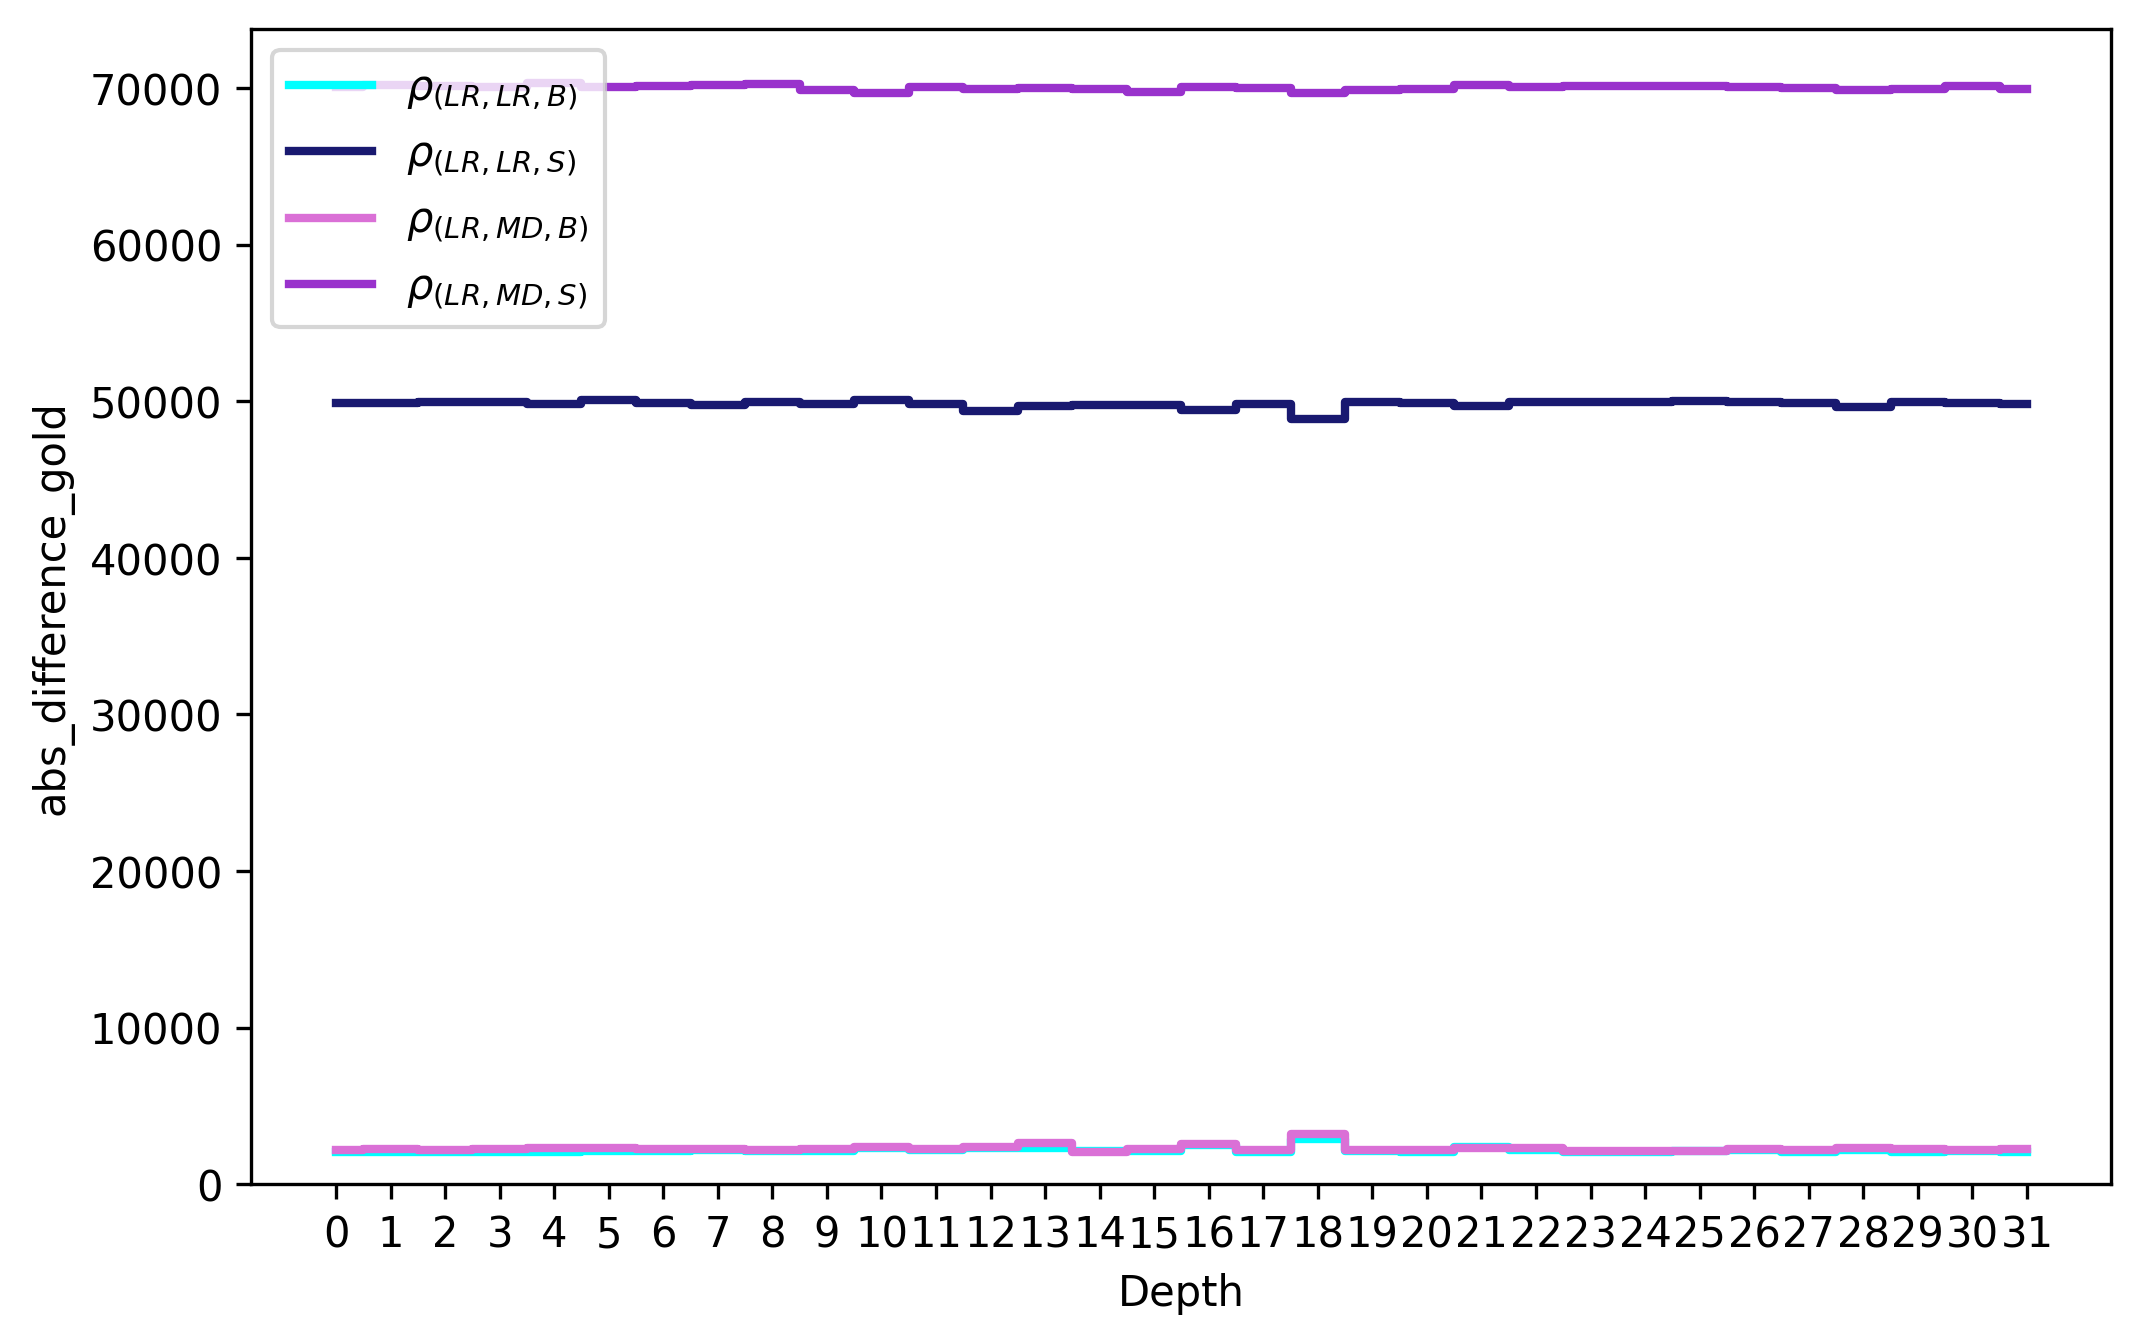 70000
60000
50000
40000
30000
20000
10000
0
abs_difference_gold
ρ(LR, LR, B)
ρ(LR, LR, S)
ρ(LR, MD, B)
ρ(LR, MD, S)
0 1 2 3 4 5 6 7 8 9 10 11 12 13 14 15 16 17 18 19 20 21 22 23 24 25 26 27 28 29 30 31
Depth